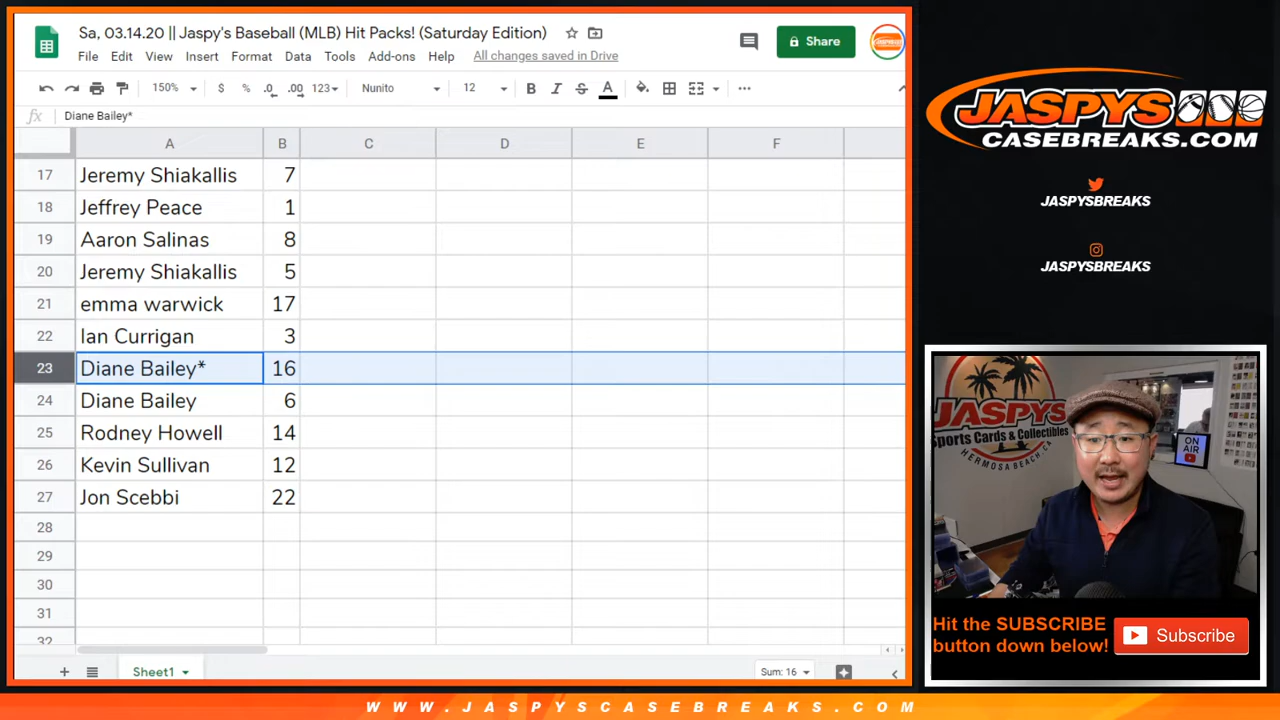 Sa, 03.14.20 || Jaspy's Baseball (MLB) Hit Packs! (Saturday Edition)
Share
File Edit View Insert Format Data Tools Add-ons Help All changes saved in Drive
150% $ % .0 .00 123 Nunito 12 B I S A
fx Diane Bailey*
A B C D E F
17 Jeremy Shiakallis 7
18 Jeffrey Peace 1
19 Aaron Salinas 8
20 Jeremy Shiakallis 5
21 emma warwick 17
22 Ian Currigan 3
23 Diane Bailey* 16
24 Diane Bailey 6
25 Rodney Howell 14
26 Kevin Sullivan 12
27 Jon Scebbi 22
28
29
30
31
32
Sheet1
Sum: 16
JASPYS
CASEBREAKS.COM
JASPYSBREAKS
JASPYSBREAKS
JASPYS
Sports Cards & Collectibles
HERMOSA BEACH, CA
ON
AIR
Hit the SUBSCRIBE
button down below!
Subscribe
WWW.JASPYSCASEBREAKS.COM